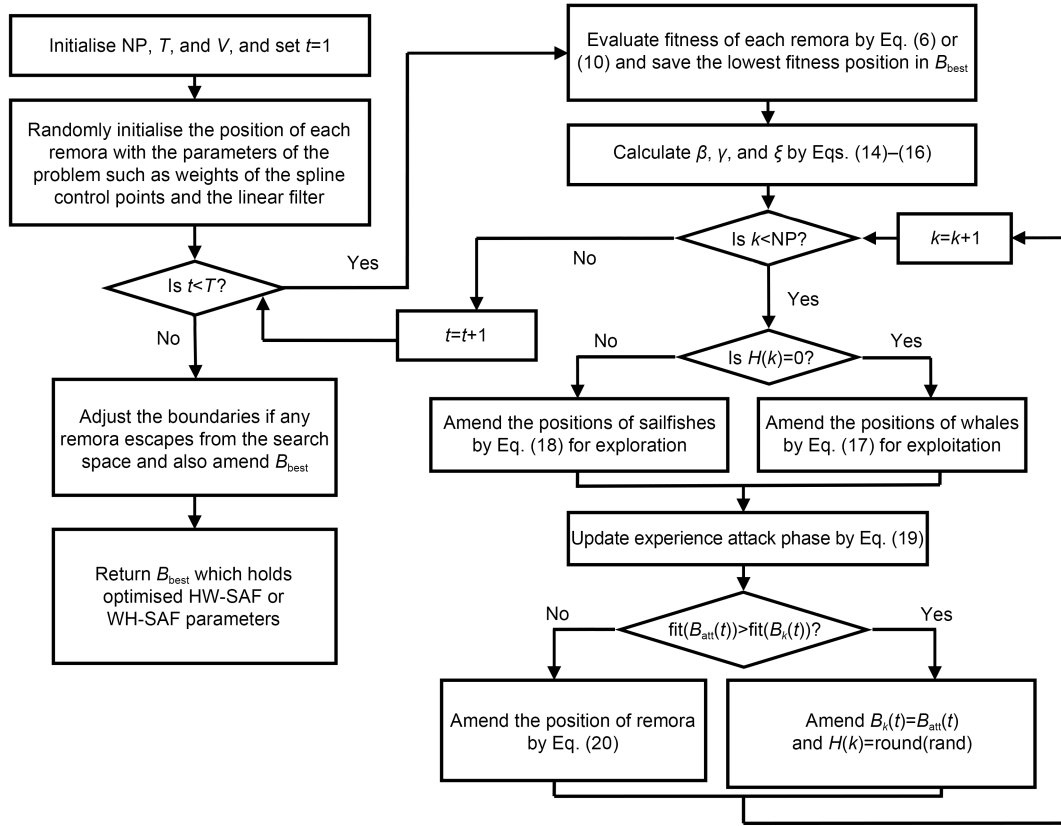 Initialise NP, T, and V, and set t=1
Randomly initialise the position of each
remora with the parameters of the
problem such as weights of the spline
control points and the linear filter
Is t<T?
Yes
No
Adjust the boundaries if any
remora escapes from the search
space and also amend Bbest
Return Bbest which holds
optimised HW-SAF or
WH-SAF parameters
Evaluate fitness of each remora by Eq. (6) or
(10) and save the lowest fitness position in Bbest
Calculate β, γ, and ξ by Eqs. (14)–(16)
Is k<NP?
k=k+1
No
Yes
t=t+1
Is H(k)=0?
No
Yes
Amend the positions of sailfishes
by Eq. (18) for exploration
Amend the positions of whales
by Eq. (17) for exploitation
Update experience attack phase by Eq. (19)
fit(Batt(t))>fit(Bk(t))?
No
Yes
Amend the position of remora
by Eq. (20)
Amend Bk(t)=Batt(t)
and H(k)=round(rand)